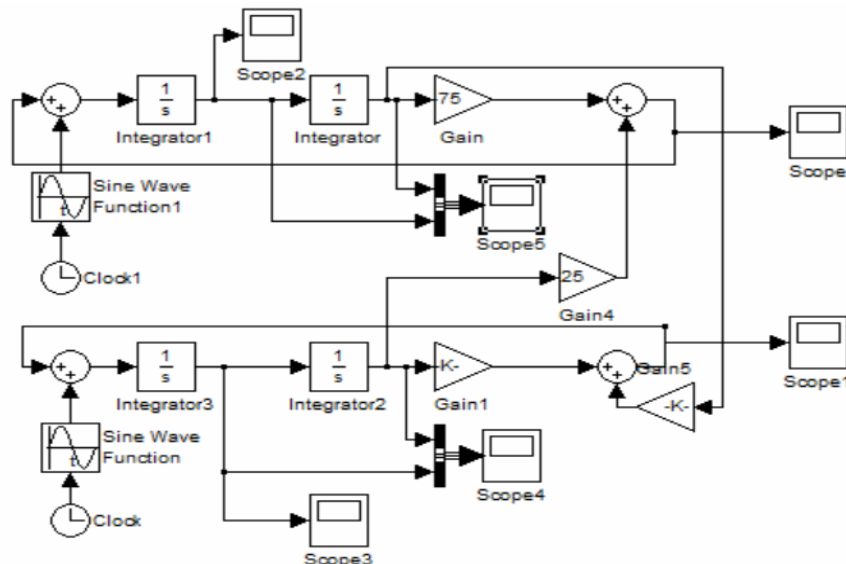 Scope2
1
s
Integrator1
1
s
Integrator
75
Gain
+
+
+
+
Scope
Sine Wave
Function1
t
Scope5
Clock1
25
Gain4
1
s
Integrator3
1
s
Integrator2
-K-
Gain1
+
+
+
+
Gain5
-K-
Scope1
Sine Wave
Function
t
Scope4
Clock
Scope3